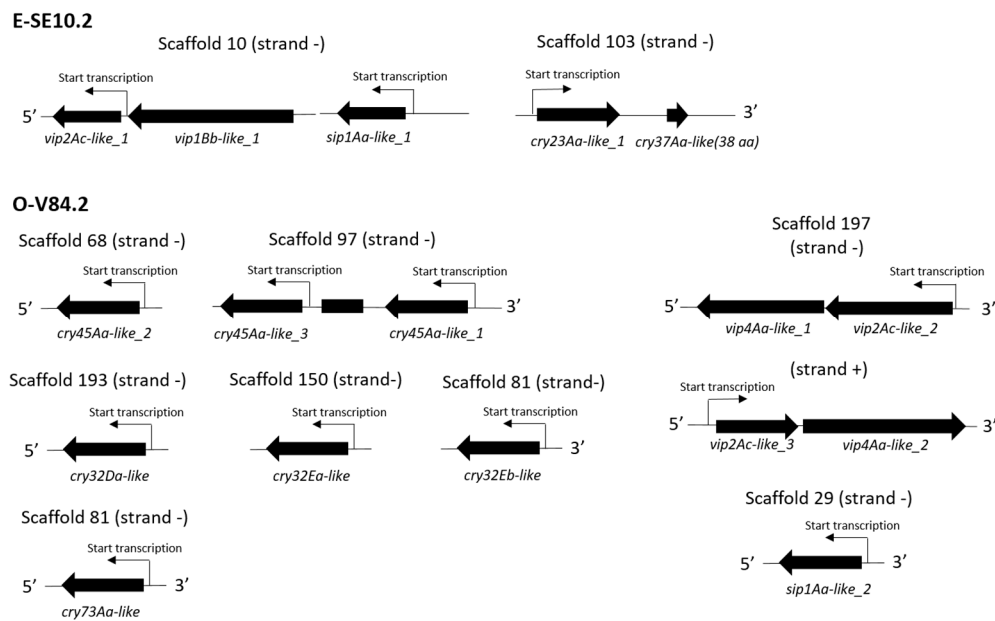 E-SE10.2
Scaffold 10 (strand -)
Scaffold 103 (strand -)
Start transcription
Start transcription
Start transcription
5’
3’
vip2Ac-like_1
vip1Bb-like_1
sip1Aa-like_1
cry23Aa-like_1
cry37Aa-like(38 aa)
O-V84.2
Scaffold 68 (strand -)
Scaffold 97 (strand -)
Scaffold 197
(strand -)
Start transcription
Start transcription
Start transcription
Start transcription
5’
3’
5’
3’
cry45Aa-like_2
cry45Aa-like_3
cry45Aa-like_1
vip4Aa-like_1
vip2Ac-like_2
Scaffold 193 (strand -)
Scaffold 150 (strand-)
Scaffold 81 (strand-)
(strand +)
Start transcription
Start transcription
Start transcription
Start transcription
5’
3’
5’
3’
cry32Da-like
cry32Ea-like
cry32Eb-like
vip2Ac-like_3
vip4Aa-like_2
Scaffold 81 (strand -)
Scaffold 29 (strand -)
Start transcription
Start transcription
5’
3’
5’
3’
cry73Aa-like
sip1Aa-like_2